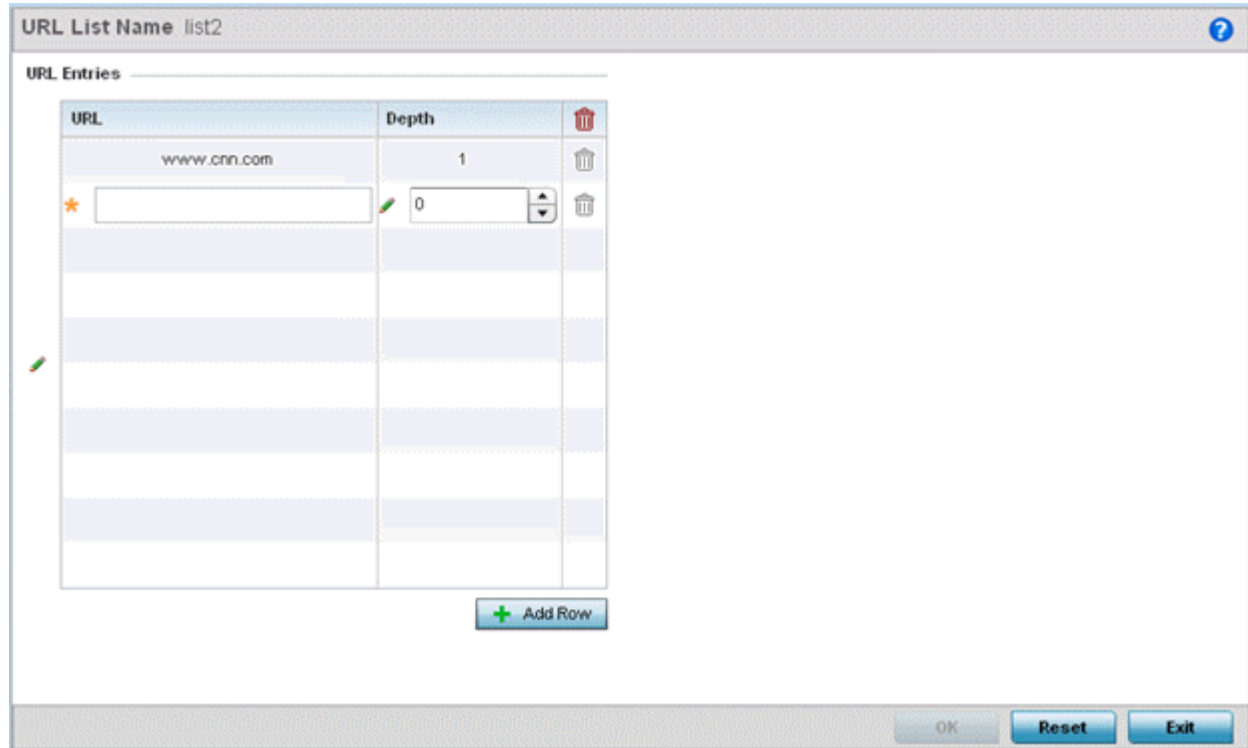 URL List Name list2
?
URL Entries
URL Depth
www.cnn.com 1
* 0
Add Row
OK Reset Exit